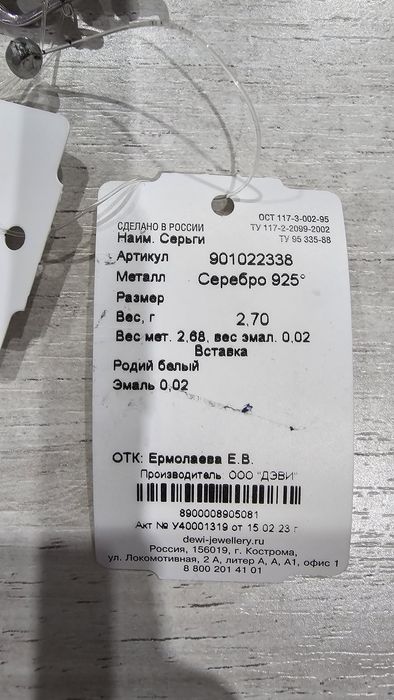 СДЕЛАНО В РОССИИ
ОСТ 117-3-002-95
ТУ 117-2-2099-2002
ТУ 95 335-88
Наим. Серьги
Артикул 901022338
Металл Серебро 925°
Размер
Вес, г 2,70
Вес мет. 2,68, вес эмал. 0,02
Вставка
Родий белый
Эмаль 0,02
ОТК: Ермолаева Е.В.
Производитель ООО "ДЭВИ"
8900008905081
Акт № У40001319 от 15 02 23 г
dewi-jewellery.ru
Россия, 156019, г. Кострома,
ул. Локомотивная, 2 А, литер А, А, А1, офис 1
8 800 201 41 01